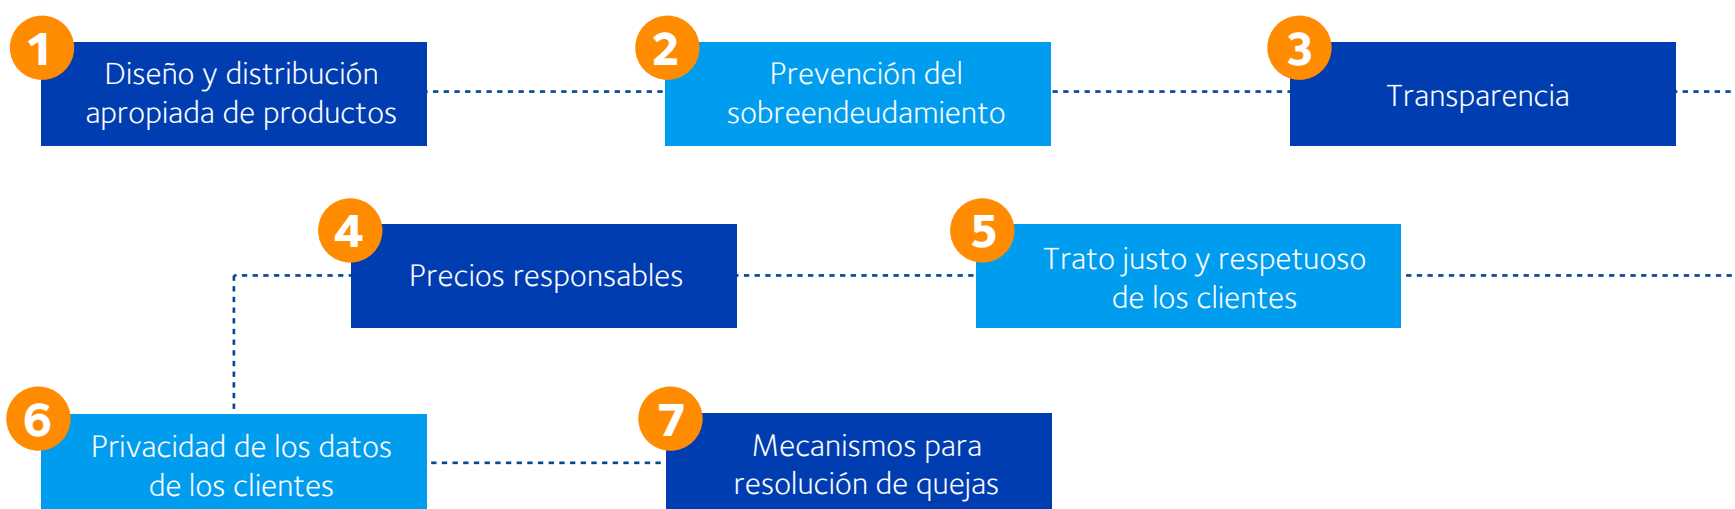 1
Diseño y distribución
apropiada de productos
2
Prevención del
sobreendeudamiento
3
Transparencia
4
Precios responsables
5
Trato justo y respetuoso
de los clientes
6
Privacidad de los datos
de los clientes
7
Mecanismos para
resolución de quejas